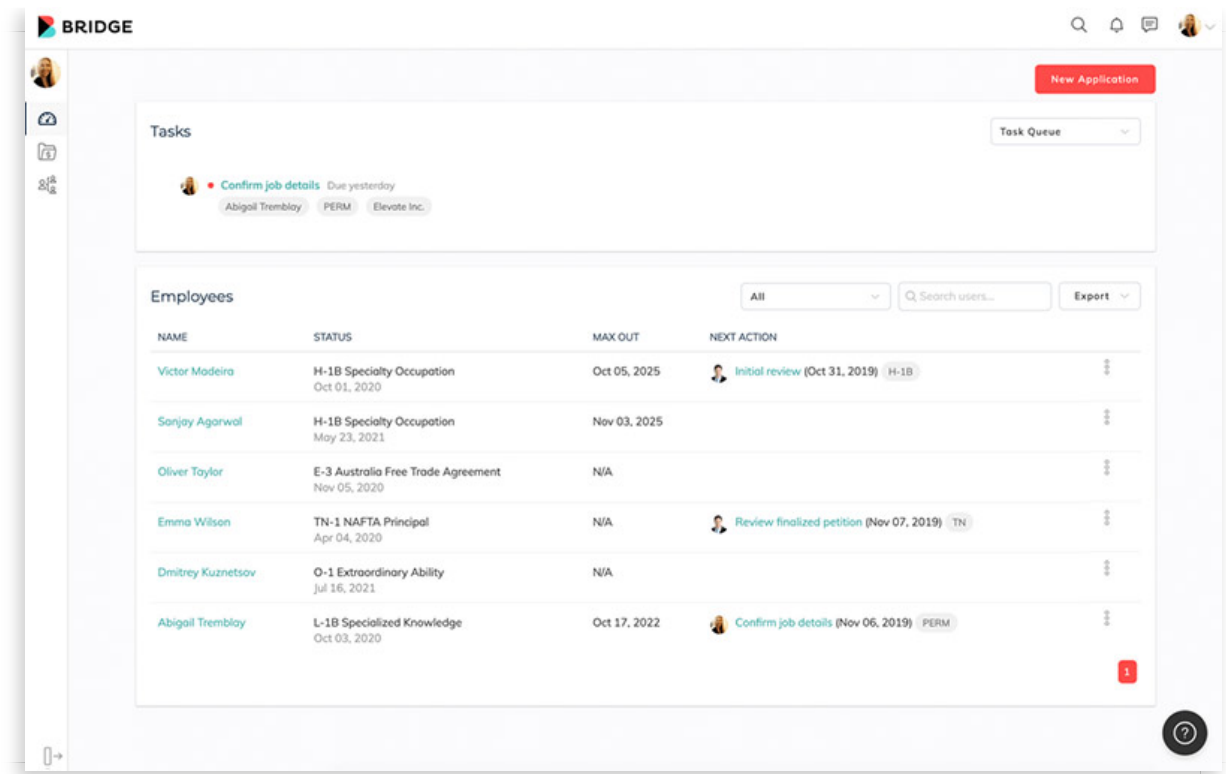 BRIDGE
New Application
Tasks
Task Queue
Confirm job details Due yesterday
Abigail Tremblay PERM Elevate Inc.
Employees
All
Search users...
Export
NAME STATUS MAX OUT NEXT ACTION
Victor Madeira H-1B Specialty Occupation Oct 05, 2025 Initial review (Oct 31, 2019) H-1B
Oct 01, 2020
Sanjay Agarwal H-1B Specialty Occupation Nov 03, 2025
May 23, 2021
Oliver Taylor E-3 Australia Free Trade Agreement N/A
Nov 05, 2020
Emma Wilson TN-1 NAFTA Principal N/A Review finalized petition (Nov 07, 2019) TN
Apr 04, 2020
Dmitrey Kuznetsov O-1 Extraordinary Ability N/A
Jul 16, 2021
Abigail Tremblay L-1B Specialized Knowledge Oct 17, 2022 Confirm job details (Nov 06, 2019) PERM
Oct 03, 2020
1
?